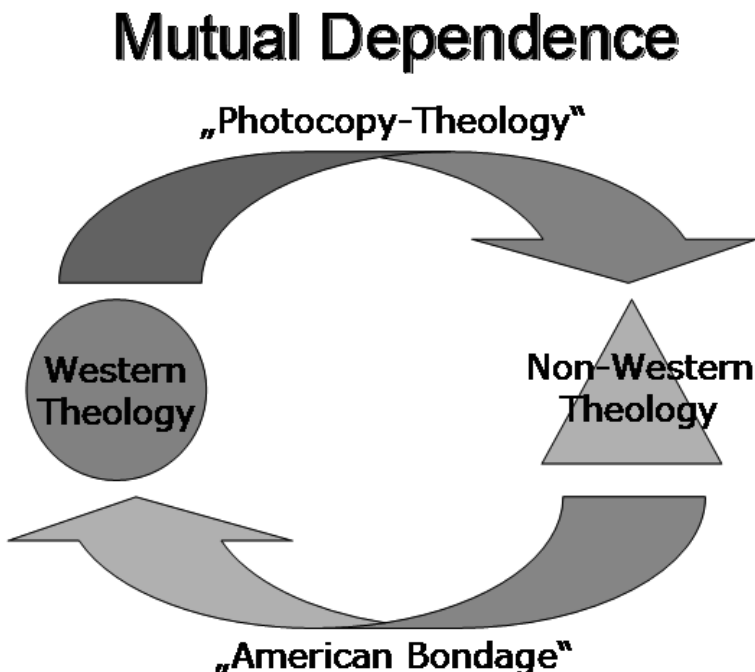 Mutual Dependence
„Photocopy-Theology“
Western
Theology
Non-Western
Theology
„American Bondage“